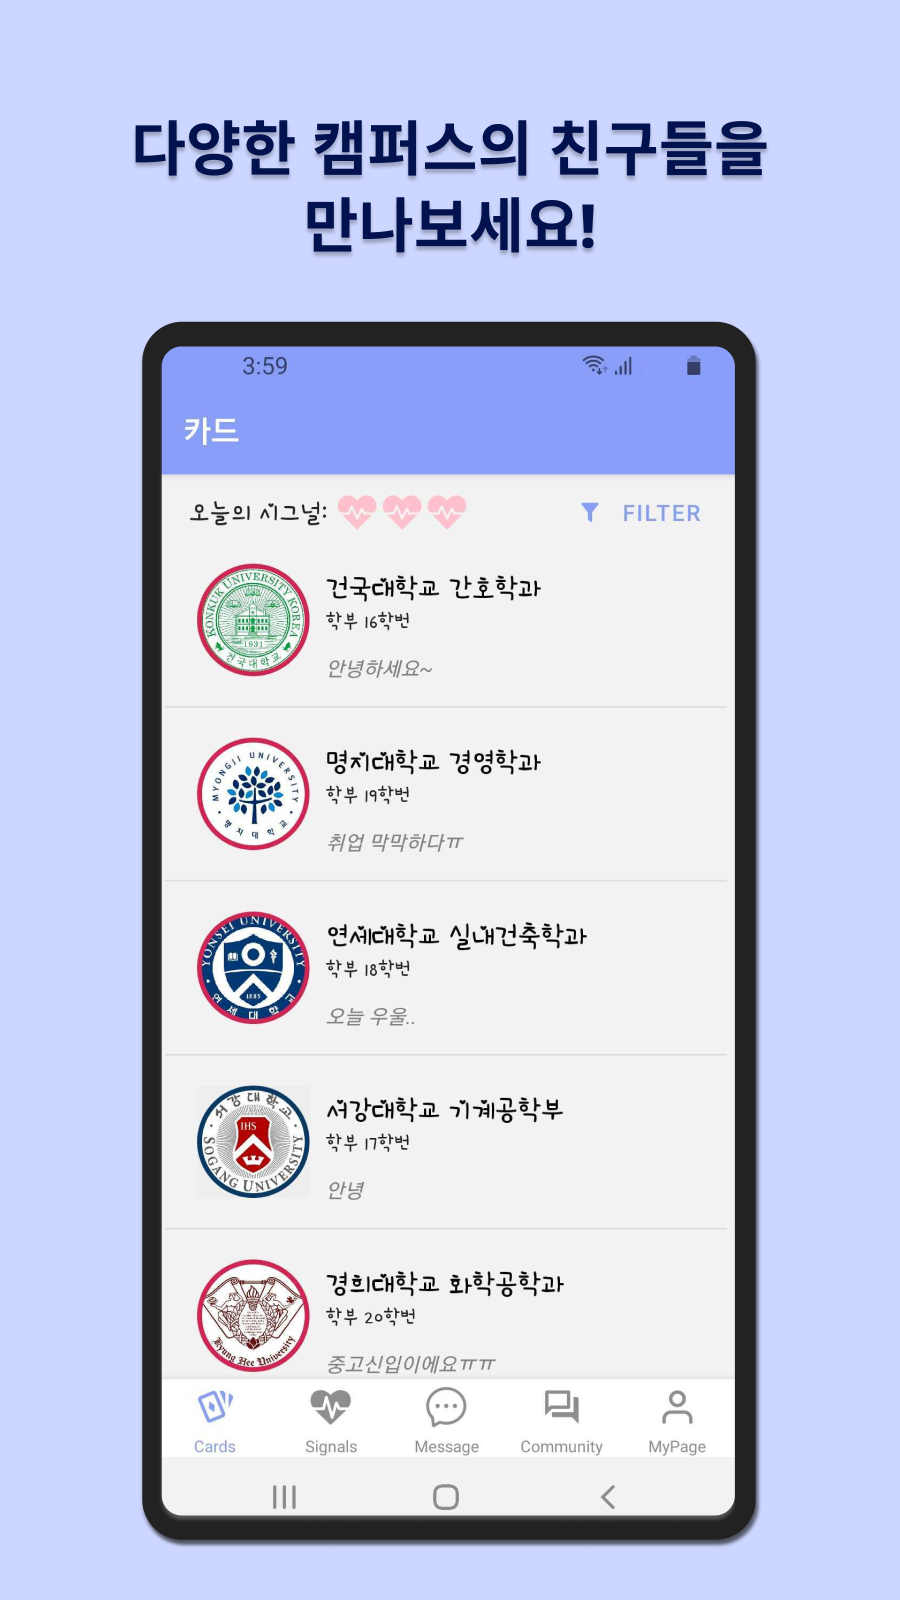 다양한 캠퍼스의 친구들을
만나보세요!
3:59
카드
오늘의 시그널:
FILTER
KONKUK UNIVERSITY KOREA
1931
건국대학교
건국대학교 간호학과
학부 16학번
안녕하세요~
MYONGJI UNIVERSITY
명지대학교
명지대학교 경영학과
학부 19학번
취업 막막하다ㅠ
YONSEI UNIVERSITY
1885
연세대학교
연세대학교 실내건축학과
학부 18학번
오늘 우울..
서강대학교
IHS
SOGANG UNIVERSITY
서강대학교 기계공학부
학부 17학번
안녕
Kyung Hee University
경희대학교 화학공학과
학부 20학번
중고신입이에요ㅠㅠ
Cards
Signals
Message
Community
MyPage